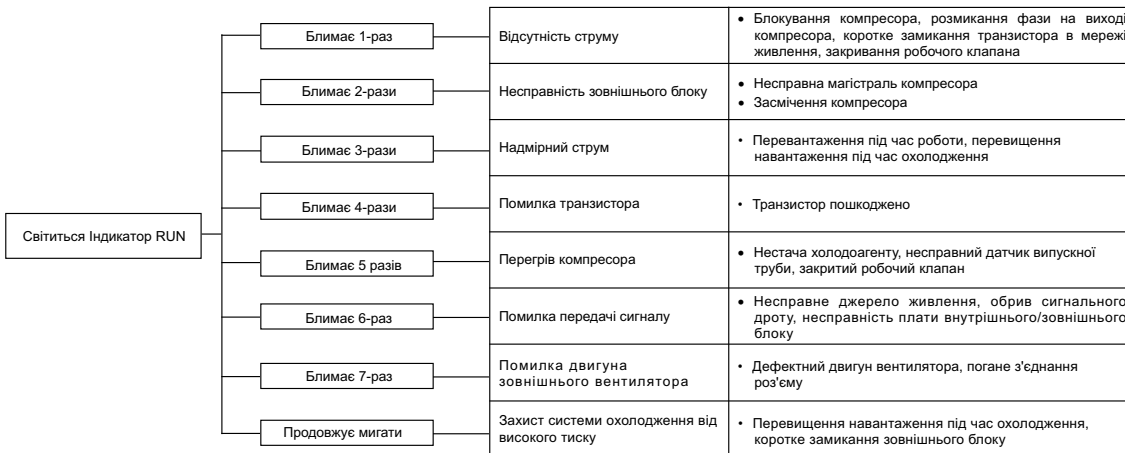 Світиться Індикатор RUN
Блимає 1-раз
Відсутність струму
• Блокування компресора, розмикання фази на виході
компресора, коротке замикання транзистора в мережі
живлення, закривання робочого клапана
Блимає 2-рази
Несправність зовнішнього блоку
• Несправна магістраль компресора
• Засмічення компресора
Блимає 3-рази
Надмірний струм
• Перевантаження під час роботи, перевищення
навантаження під час охолодження
Блимає 4-рази
Помилка транзистора
• Транзистор пошкоджено
Блимає 5 разів
Перегрів компресора
• Нестача холодоагенту, несправний датчик випускної
труби, закритий робочий клапан
Блимає 6-раз
Помилка передачі сигналу
• Несправне джерело живлення, обрив сигнального
дроту, несправність плати внутрішнього/зовнішнього
блоку
Блимає 7-раз
Помилка двигуна
зовнішнього вентилятора
• Дефектний двигун вентилятора, погане з'єднання
роз'єму
Продовжує мигати
Захист системи охолодження від
високого тиску
• Перевищення навантаження під час охолодження,
коротке замикання зовнішнього блоку